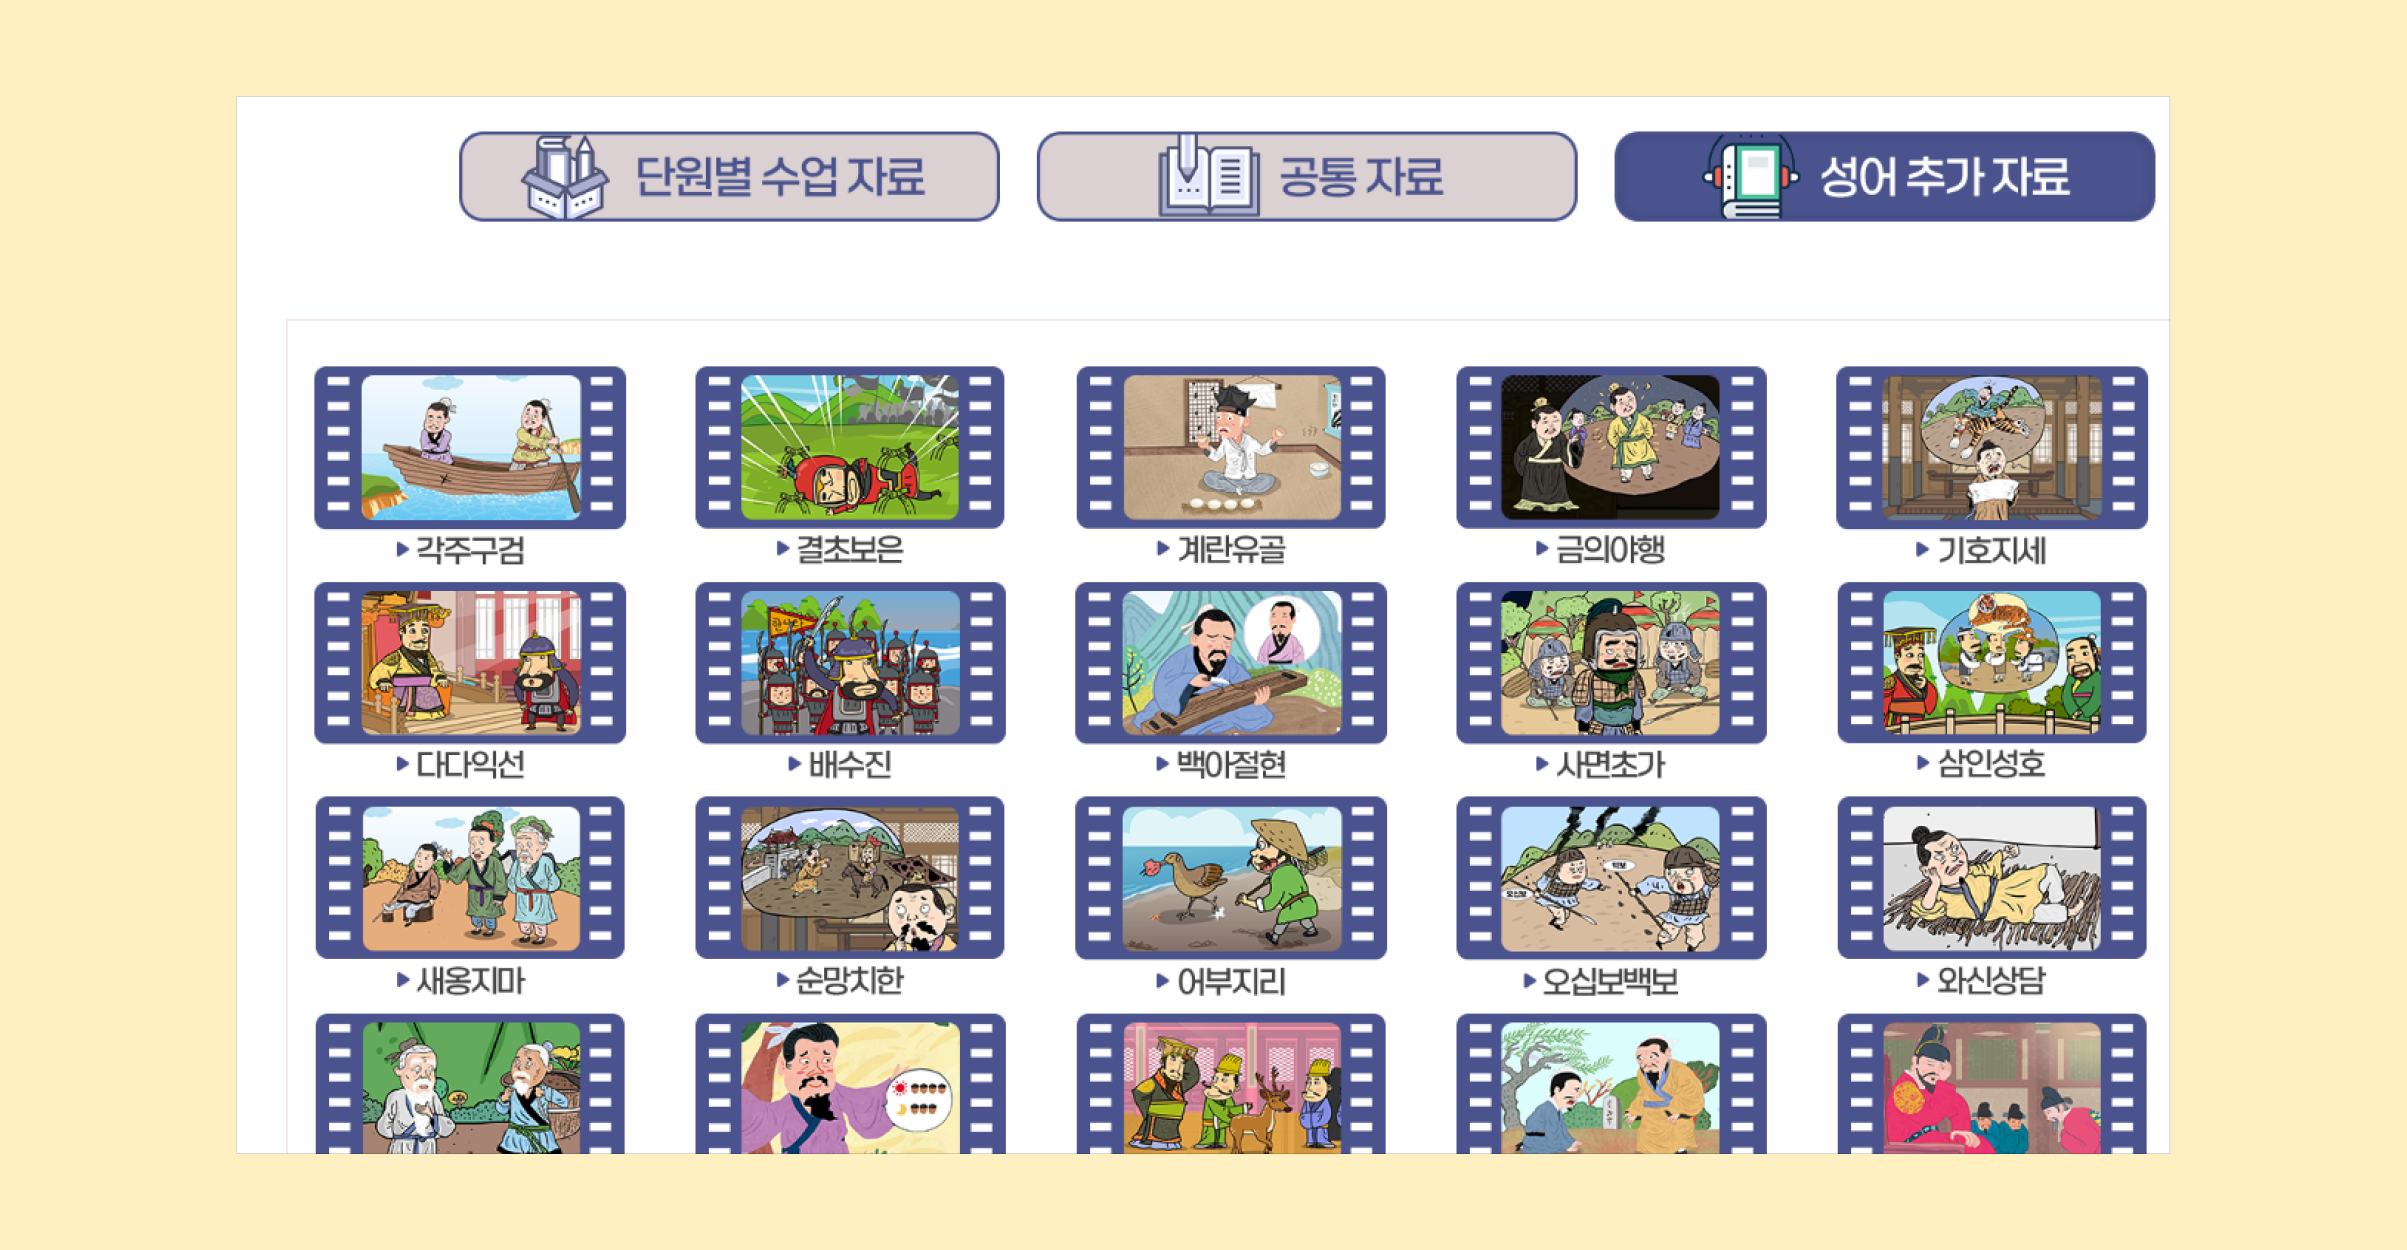 단원별 수업 자료
공통 자료
성어 추가 자료
각주구검
결초보은
계란유골
금의야행
기호지세
다다익선
배수진
백아절현
사면초가
삼인성호
새옹지마
순망치한
어부지리
오십보백보
와신상담